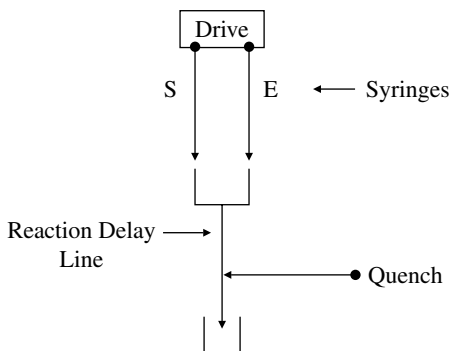 Drive
S
E
Syringes
Reaction Delay
Line
Quench